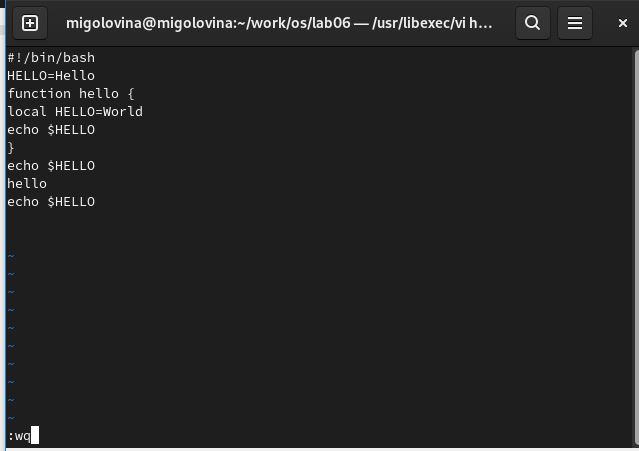 migolovina@migolovina:~/work/os/lab06 — /usr/libexec/vi h...
#!/bin/bash
HELLO=Hello
function hello {
local HELLO=World
echo $HELLO
}
echo $HELLO
hello
echo $HELLO
~
~
~
~
~
~
~
~
~
~
:wq